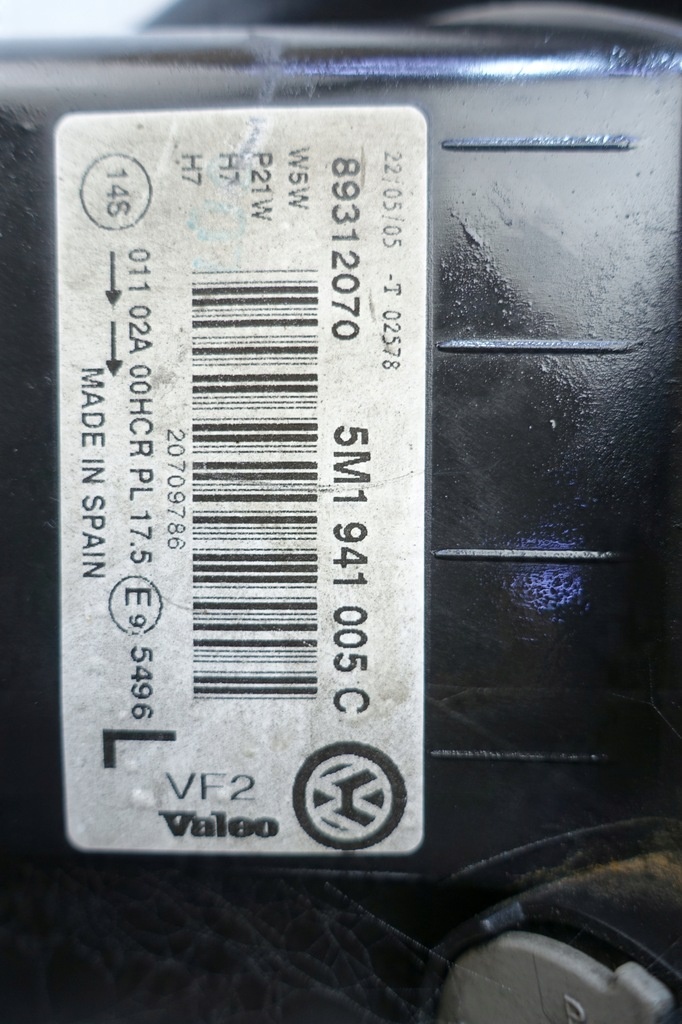 22/05/05 -T 02578
89312070 5M1 941 005 C
W5W
P21W
H7
H7
20709786
14S
011 02A 00HCR PL 17.5 E9 5496
MADE IN SPAIN
L
VF2
Valeo